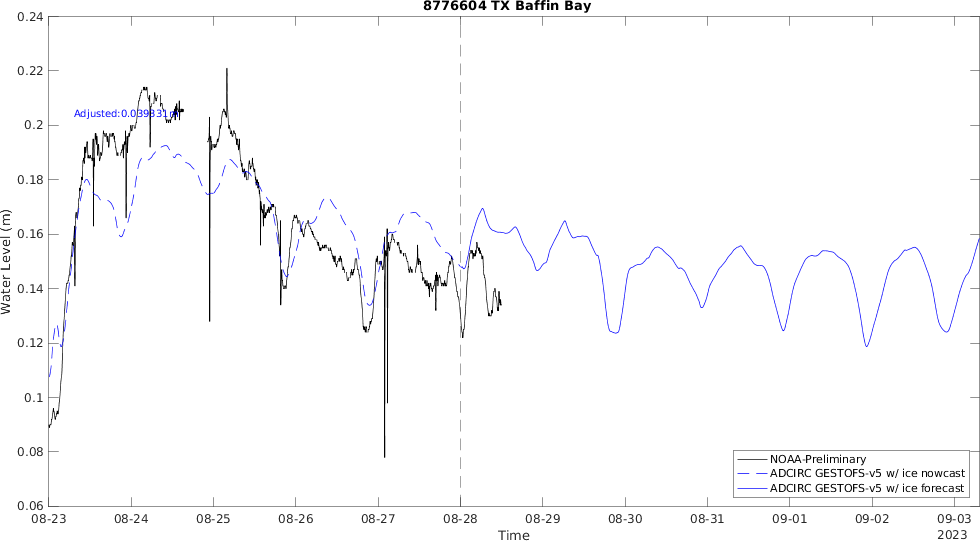 8776604 TX Baffin Bay
0.24
0.22
0.2
0.18
0.16
0.14
0.12
0.1
0.08
0.06
Water Level (m)
Adjusted:0.039831
NOAA-Preliminary
ADCIRC GESTOFS-v5 w/ ice nowcast
ADCIRC GESTOFS-v5 w/ ice forecast
08-23 08-24 08-25 08-26 08-27 08-28 08-29 08-30 08-31 09-01 09-02 09-03
2023
Time